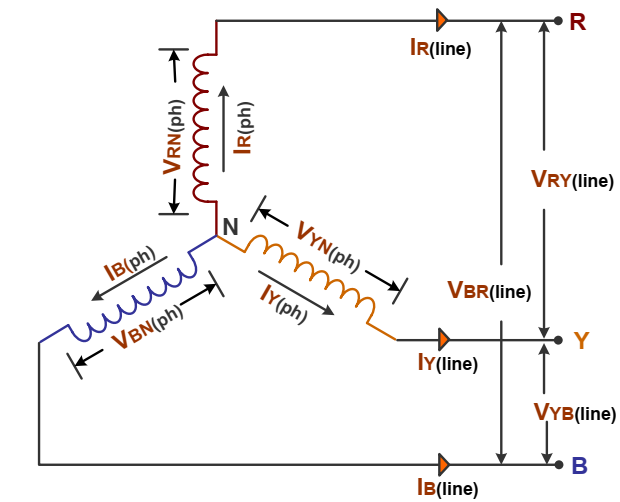 R
IR(line)
VRN(ph)
IR(ph)
VRY(line)
N
VYN(ph)
IB(ph)
IY(ph)
VBR(line)
VBN(ph)
Y
IY(line)
VYB(line)
B
IB(line)